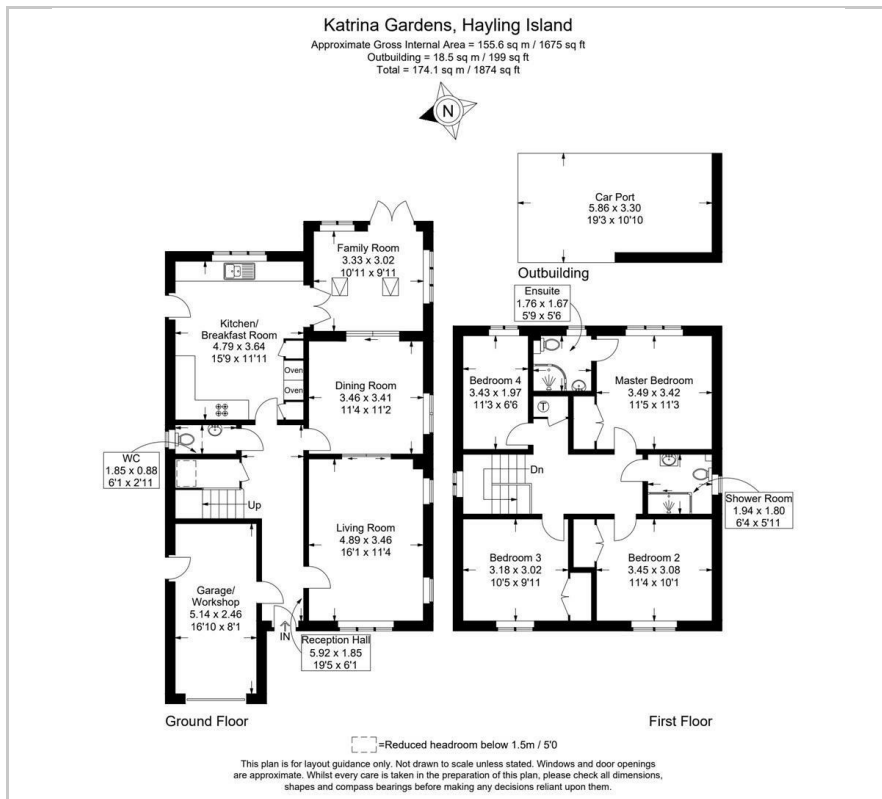 Katrina Gardens, Hayling Island
Approximate Gross Internal Area = 155.6 sq m / 1675 sq ft
Outbuilding = 18.5 sq m / 199 sq ft
Total = 174.1 sq m / 1874 sq ft
N
Car Port
5.86 x 3.30
19'3 x 10'10
Outbuilding
Family Room
3.33 x 3.02
10'11 x 9'11
Kitchen/
Breakfast Room
4.79 x 3.64
15'9 x 11'11
Oven
Oven
Dining Room
3.46 x 3.41
11'4 x 11'2
WC
1.85 x 0.88
6'1 x 2'11
Up
Living Room
4.89 x 3.46
16'1 x 11'4
Garage/
Workshop
5.14 x 2.46
16'10 x 8'1
IN
Reception Hall
5.92 x 1.85
19'5 x 6'1
Ground Floor
Ensuite
1.76 x 1.67
5'9 x 5'6
Bedroom 4
3.43 x 1.97
11'3 x 6'6
Master Bedroom
3.49 x 3.42
11'5 x 11'3
T
Dn
Shower Room
1.94 x 1.80
6'4 x 5'11
Bedroom 3
3.18 x 3.02
10'5 x 9'11
Bedroom 2
3.45 x 3.08
11'4 x 10'1
First Floor
=Reduced headroom below 1.5m / 5'0
This plan is for layout guidance only. Not drawn to scale unless stated. Windows and door openings
are approximate. Whilst every care is taken in the preparation of this plan, please check all dimensions,
shapes and compass bearings before making any decisions reliant upon them.